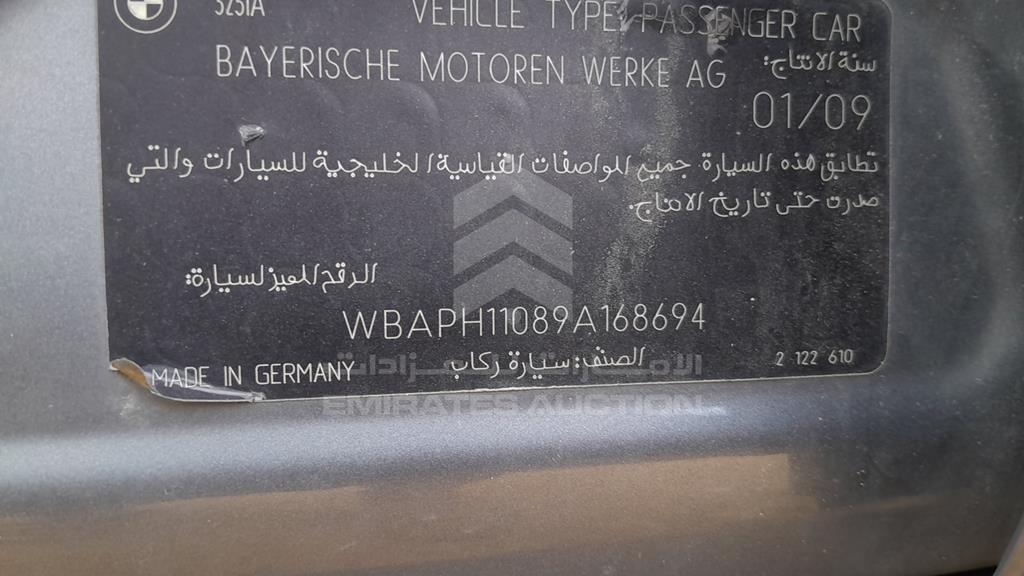 325iA VEHICLE TYPE: PASSENGER CAR
BAYERISCHE MOTOREN WERKE AG
سنة الانتاج:
01/09
تطابق هذه السيارة جميع المواصفات القياسية الخليجية للسيارات والتي
صدرت حتى تاريخ الانتاج.
الرقم المميز لسيارة:
WBAPH11089A168694
الصنف: سيارة ركاب
2 122 610
MADE IN GERMANY
الامارات للمزادات
EMIRATES AUCTION